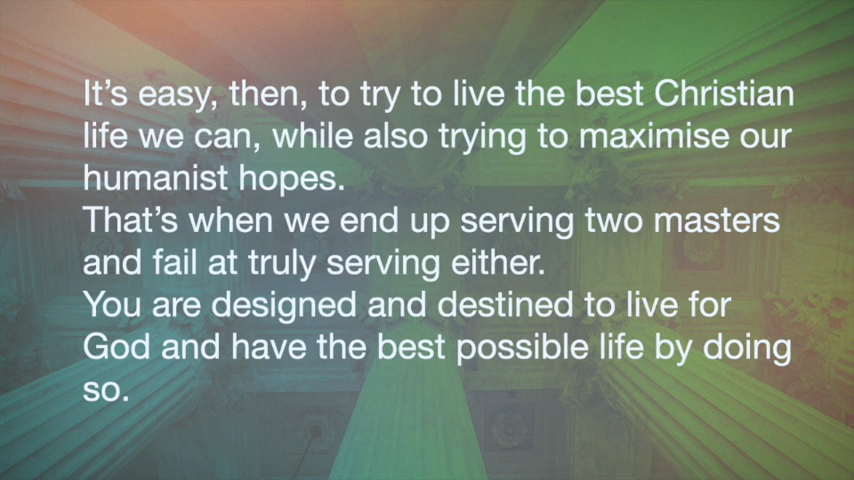 It’s easy, then, to try to live the best Christian
life we can, while also trying to maximise our
humanist hopes.
That’s when we end up serving two masters
and fail at truly serving either.
You are designed and destined to live for
God and have the best possible life by doing
so.